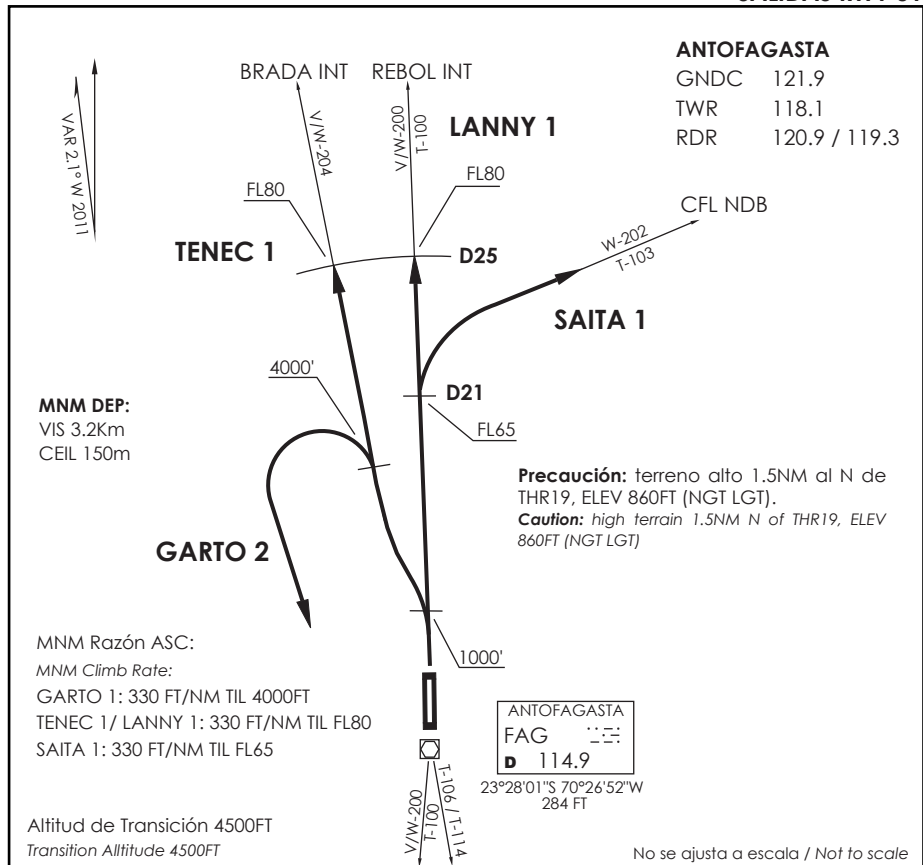 ANTOFAGASTA
GNDC 121.9
TWR 118.1
RDR 120.9 / 119.3
BRADA INT
REBOL INT
VAR 2.1° W 2011
V/W-204
V/W-200
T-100
LANNY 1
FL80
FL80
CFL NDB
W-202
T-103
TENEC 1
D25
SAITA 1
4000'
D21
FL65
MNM DEP:
VIS 3.2Km
CEIL 150m
Precaución: terreno alto 1.5NM al N de
THR19, ELEV 860FT (NGT LGT).
Caution: high terrain 1.5NM N of THR19, ELEV
860FT (NGT LGT)
GARTO 2
1000'
MNM Razón ASC:
MNM Climb Rate:
GARTO 1: 330 FT/NM TIL 4000FT
TENEC 1/ LANNY 1: 330 FT/NM TIL FL80
SAITA 1: 330 FT/NM TIL FL65
ANTOFAGASTA
FAG
D 114.9
23°28'01"S 70°26'52"W
284 FT
V/W-200
T-100
T-106 / T-114
Altitud de Transición 4500FT
Transition Alltitude 4500FT
No se ajusta a escala / Not to scale